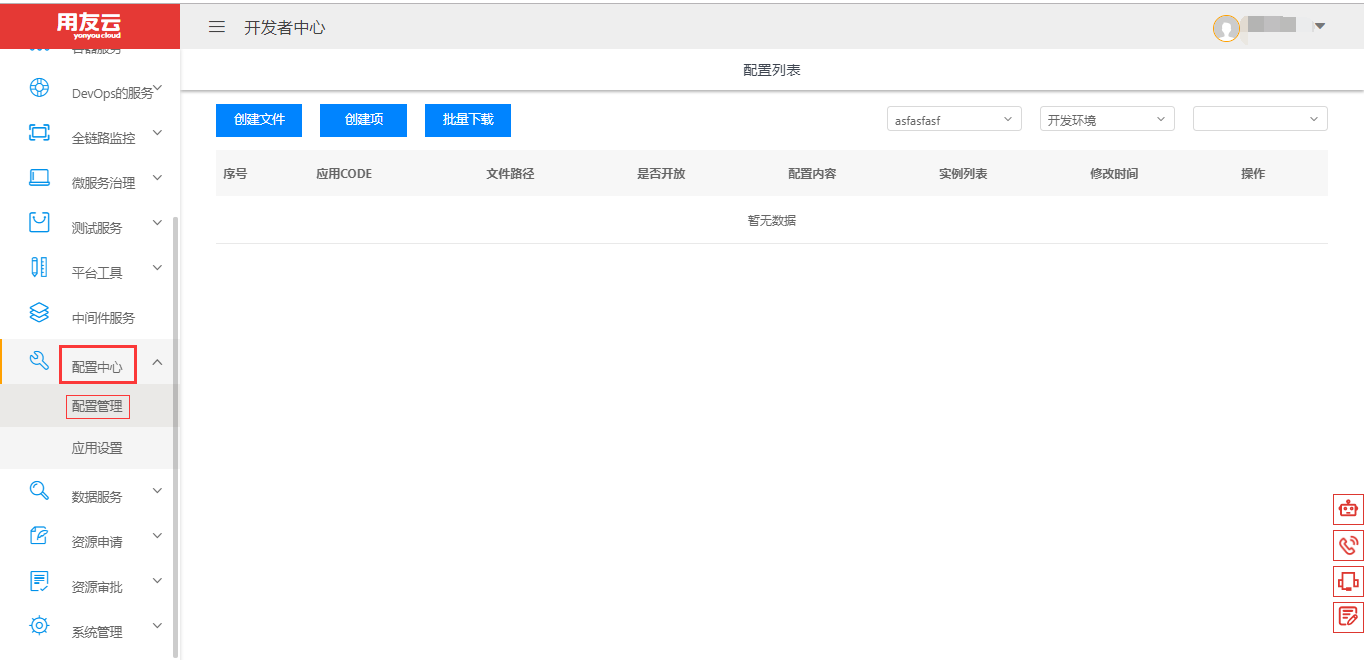 用友云
yonyoucloud
开发者中心
容器服务
DevOps的服务
全链路监控
微服务治理
测试服务
平台工具
中间件服务
配置中心
配置管理
应用设置
数据服务
资源申请
资源审批
系统管理
配置列表
创建文件 创建项 批量下载 asfasfasf 开发环境
序号 应用CODE 文件路径 是否开放 配置内容 实例列表 修改时间 操作
暂无数据